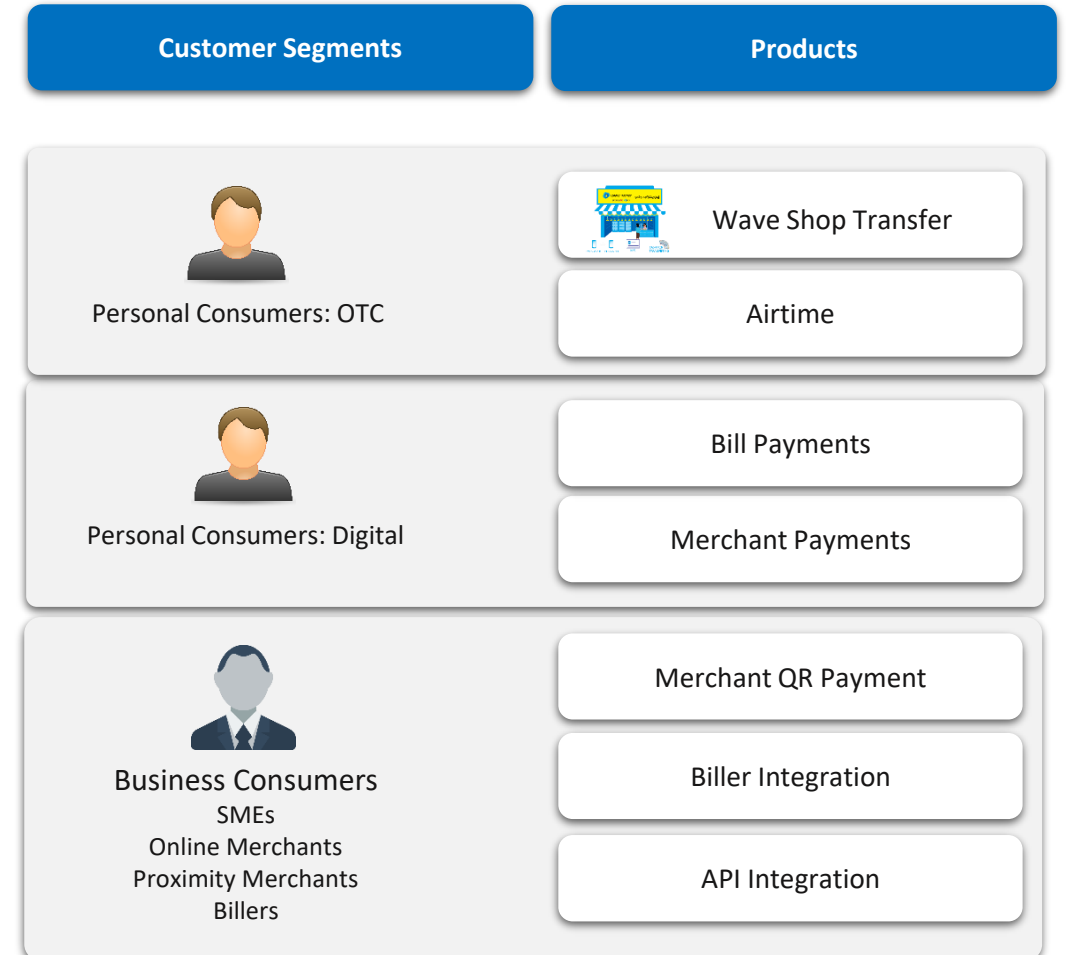 Customer Segments
Products
Personal Consumers: OTC
Wave Shop Transfer
Airtime
Personal Consumers: Digital
Bill Payments
Merchant Payments
Business Consumers
SMEs
Online Merchants
Proximity Merchants
Billers
Merchant QR Payment
Biller Integration
API Integration